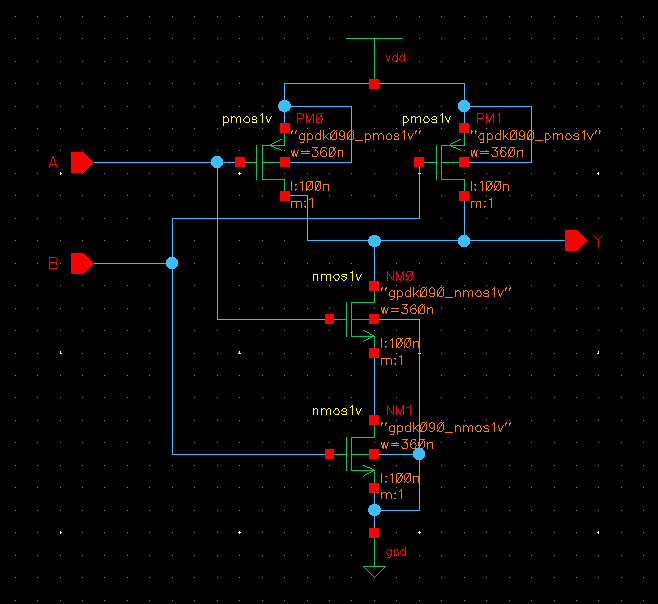 vdd
pmos1v
PM0
"gpdk090_pmos1v"
w=360n
l:100n
m:1
pmos1v
PM1
"gpdk090_pmos1v"
w=360n
l:100n
m:1
A
B
Y
nmos1v
NM0
"gpdk090_nmos1v"
w=360n
l:100n
m:1
nmos1v
NM1
"gpdk090_nmos1v"
w=360n
l:100n
m:1
gnd